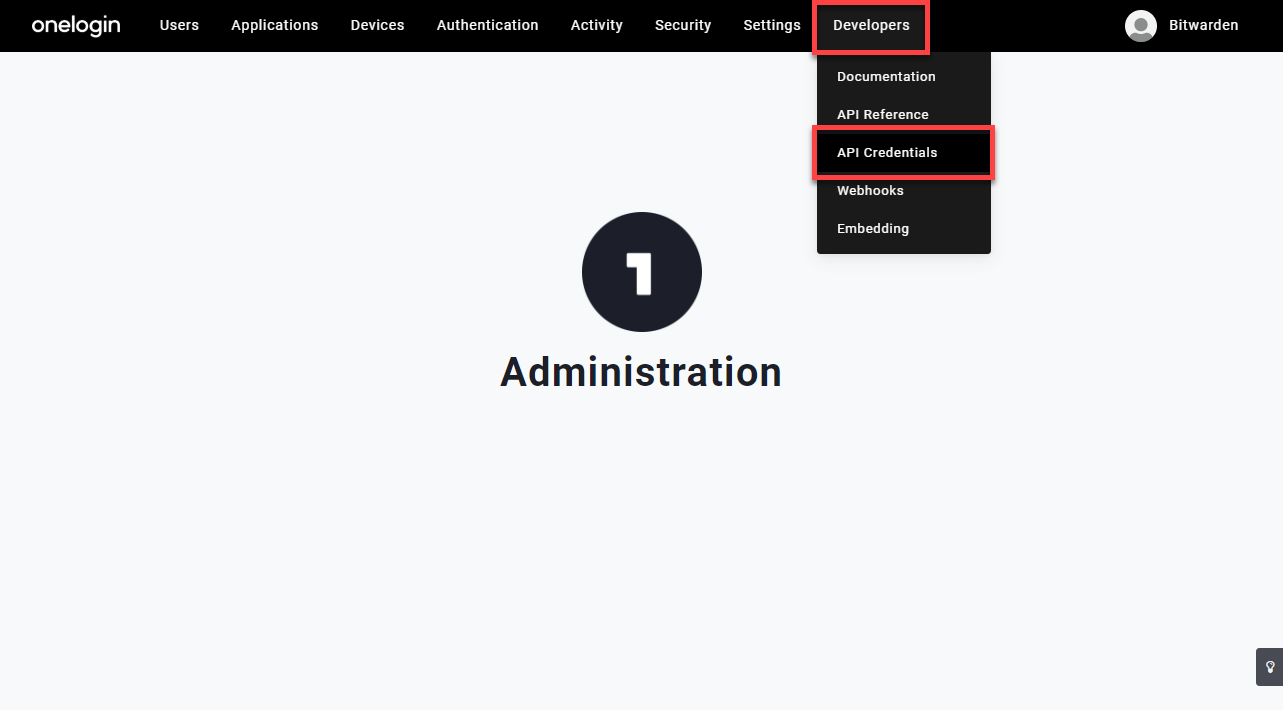 onelogin Users Applications Devices Authentication Activity Security Settings Developers Bitwarden
Documentation
API Reference
API Credentials
Webhooks
Embedding
1
Administration